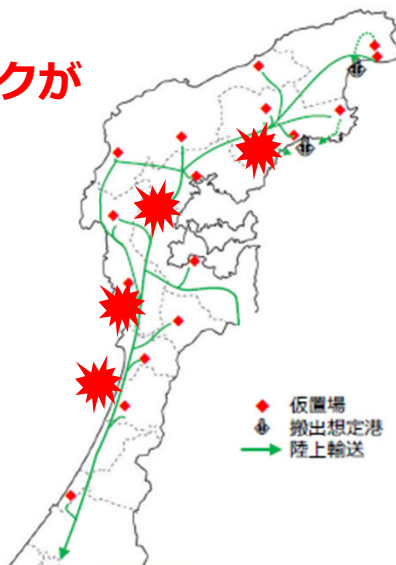 クが
仮置場
搬出想定港
陸上輸送